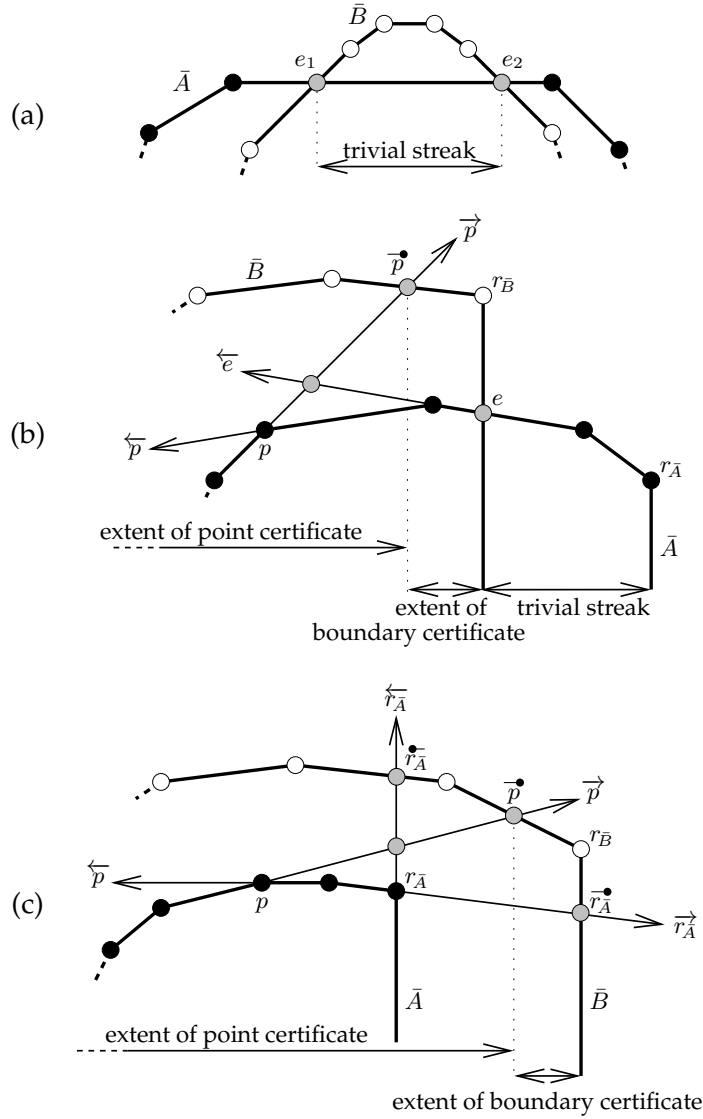 B̄
e₁ e₂
Ā
(a)
trivial streak
p⃗
p⃗•
B̄
r_B̄
e⃖
e
(b)
p⃖
p
r_Ā
extent of point certificate
Ā
extent of
trivial streak
boundary certificate
r⃖_Ā
r⃖_Ā•
p⃗•
p⃗
r_B̄
p⃖
r_Ā
p
r⃗_Ā•
(c)
r⃗_Ā
Ā
B̄
extent of point certificate
extent of boundary certificate